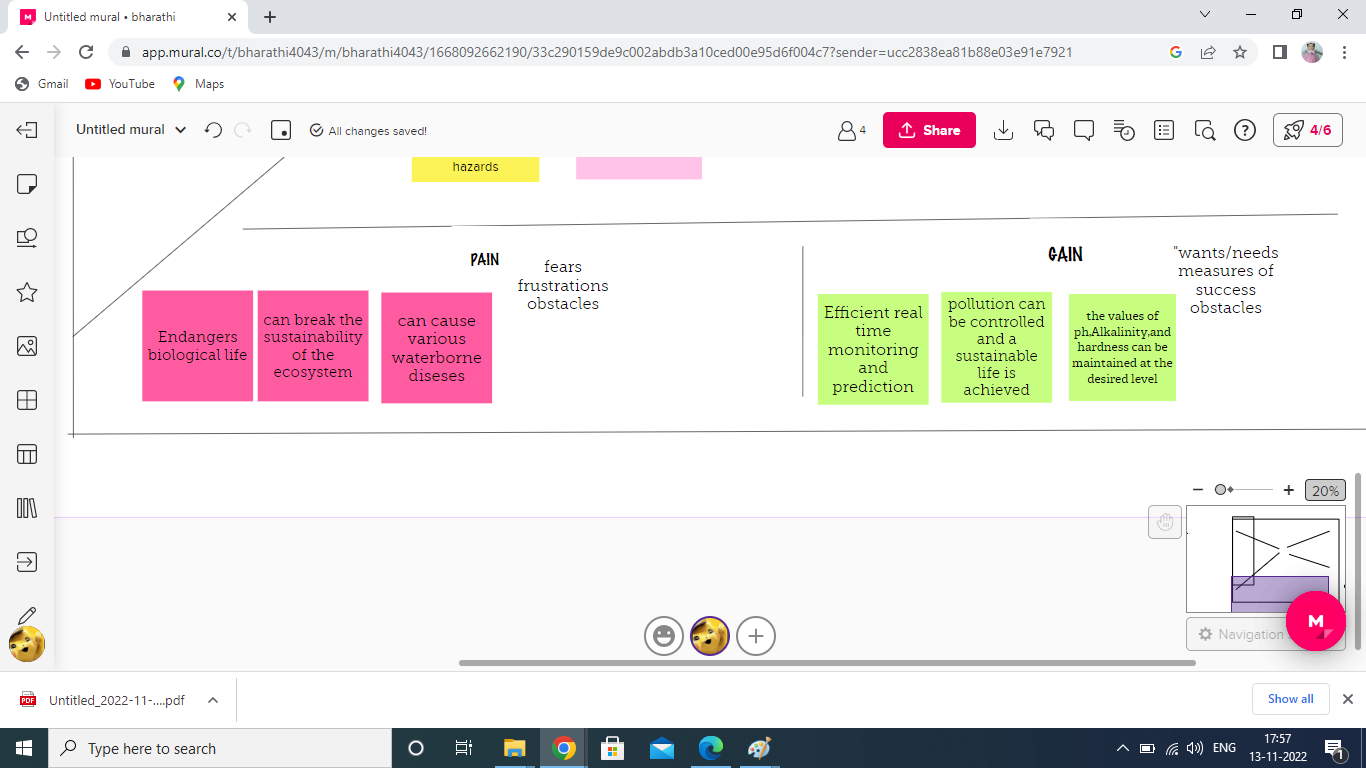 Untitled mural • bharathi
app.mural.co/t/bharathi4043/m/bharathi4043/1668092662190/33c290159de9c002abdb3a10ced00e95d6f004c7?sender=ucc2838ea81b88e03e91e7921
Gmail
YouTube
Maps
Untitled mural
All changes saved!
4
Share
4/6
hazards
PAIN
fears
frustrations
obstacles
Endangers
biological life
can break the
sustainability
of the
ecosystem
can cause
various
waterborne
diseses
GAIN
"wants/needs
measures of
success
obstacles
Efficient real
time
monitoring
and
prediction
pollution can
be controlled
and a
sustainable
life is
achieved
the values of
ph,Alkalinity,and
hardness can be
maintained at the
desired level
20%
Navigation
M
PDF
Untitled_2022-11-....pdf
Show all
Type here to search
ENG
17:57
13-11-2022
1